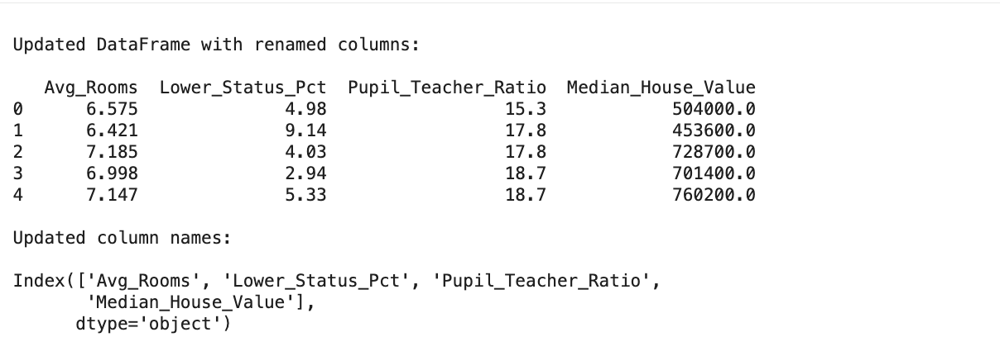 Updated DataFrame with renamed columns:
   Avg_Rooms  Lower_Status_Pct  Pupil_Teacher_Ratio  Median_House_Value
0      6.575              4.98                 15.3            504000.0
1      6.421              9.14                 17.8            453600.0
2      7.185              4.03                 17.8            728700.0
3      6.998              2.94                 18.7            701400.0
4      7.147              5.33                 18.7            760200.0
Updated column names:
Index(['Avg_Rooms', 'Lower_Status_Pct', 'Pupil_Teacher_Ratio',
       'Median_House_Value'],
      dtype='object')